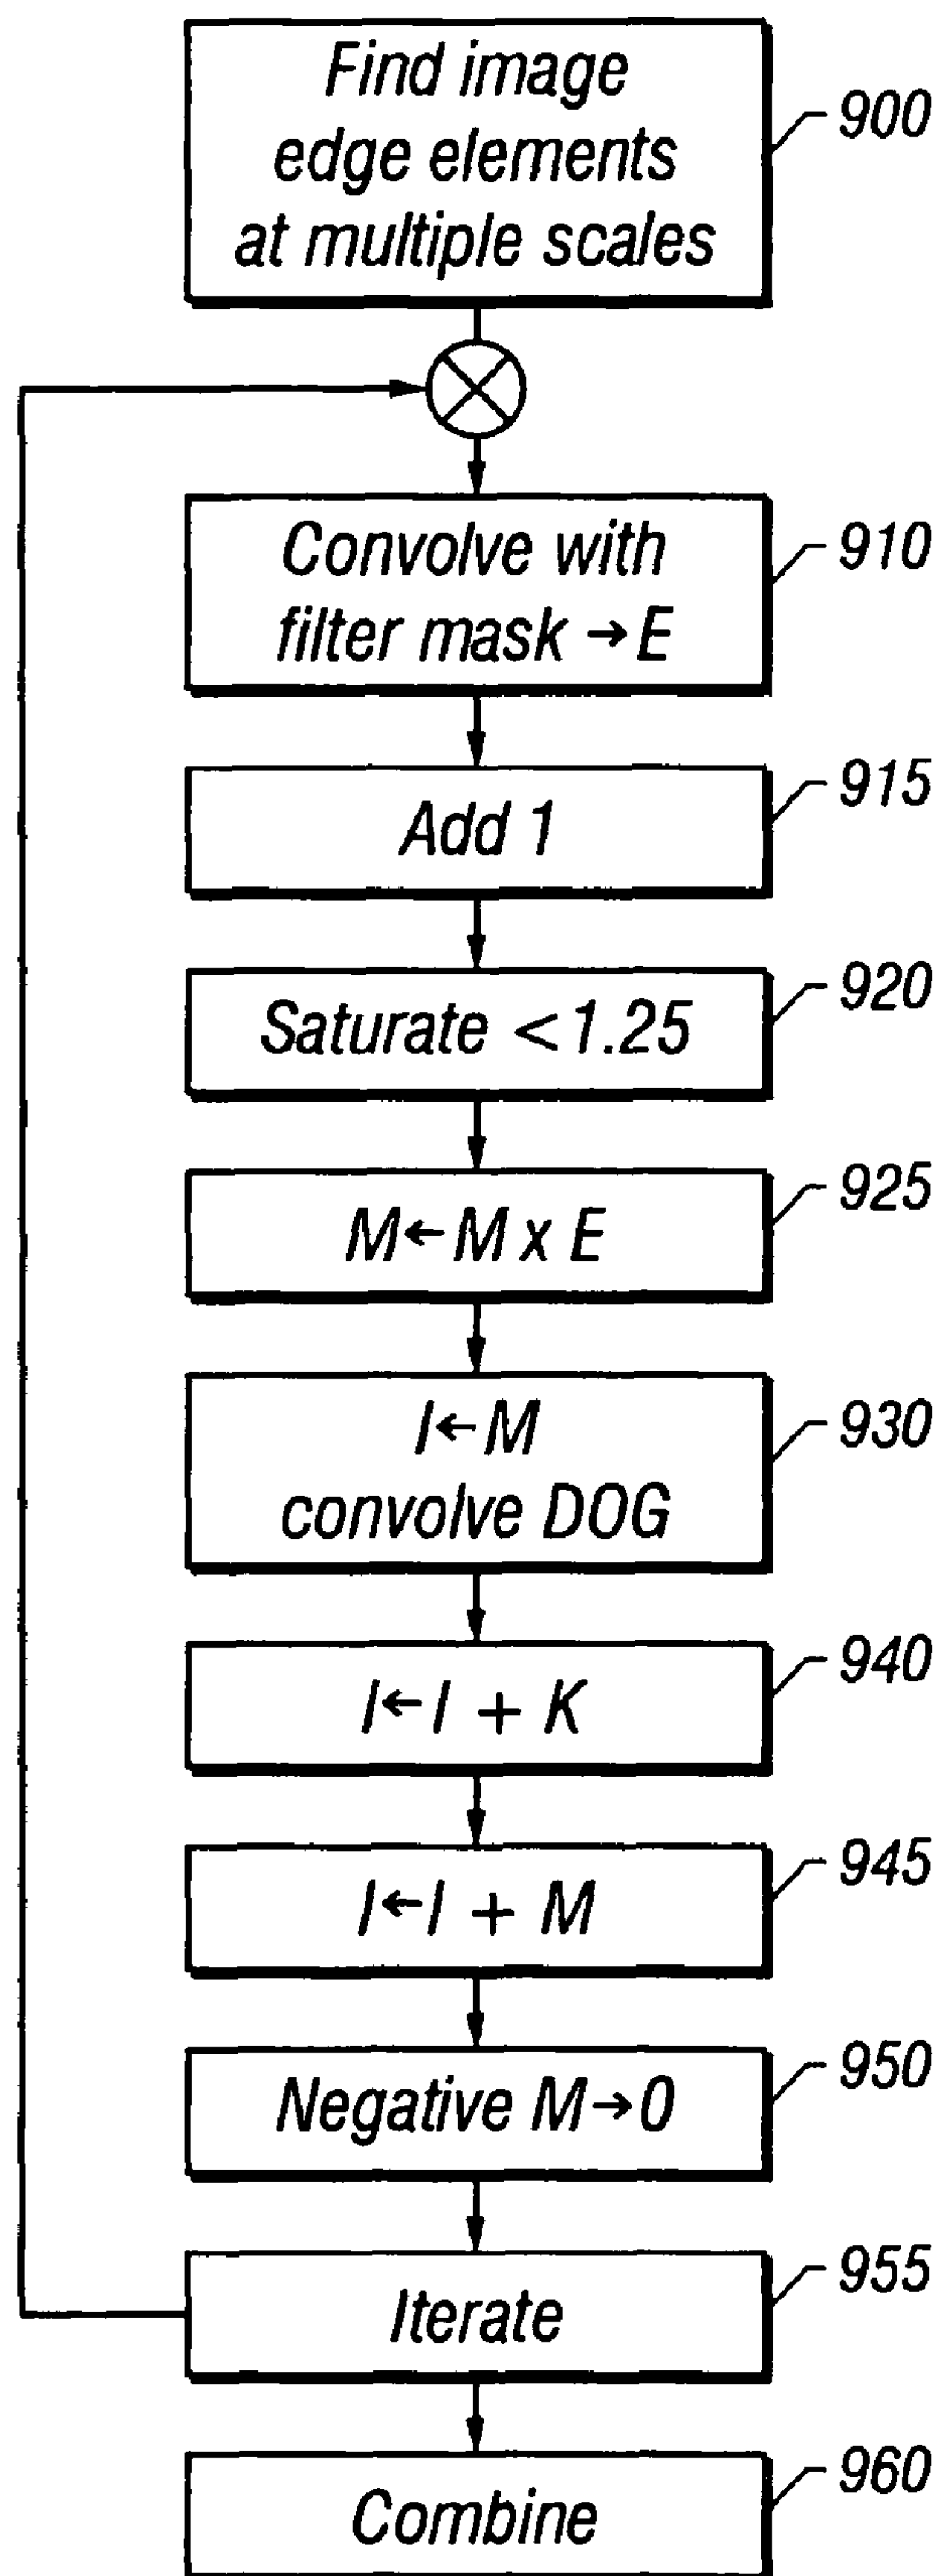 Find image
edge elements
at multiple scales
900
Convolve with
filter mask → E
910
Add 1
915
Saturate < 1.25
920
M ← M x E
925
I ← M
convolve DOG
930
I ← I + K
940
I ← I + M
945
Negative M → 0
950
Iterate
955
Combine
960